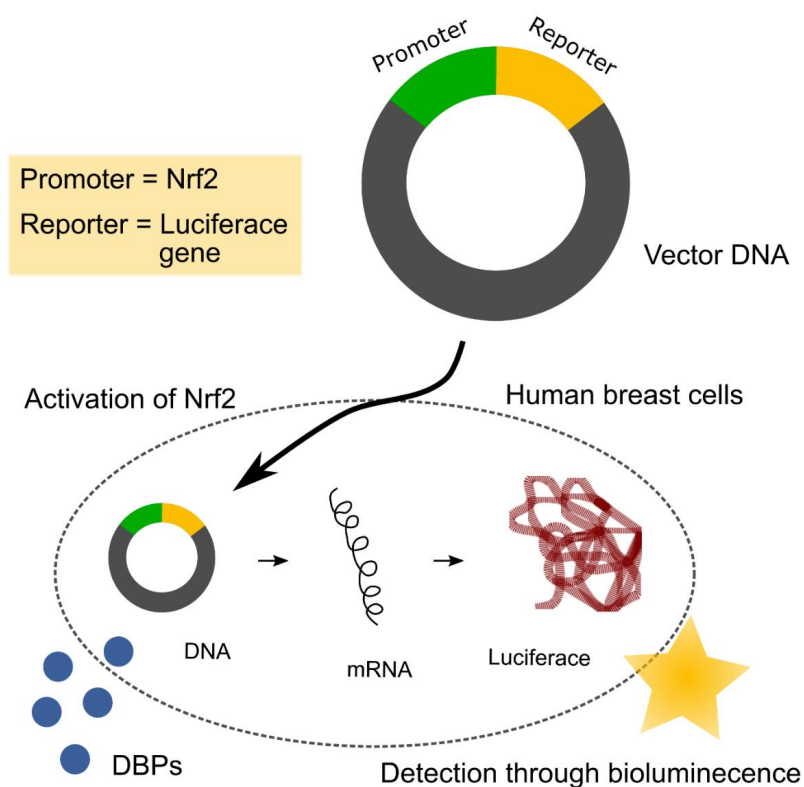 Promoter
Reporter
Promoter = Nrf2
Reporter = Luciferace
gene
Vector DNA
Activation of Nrf2
Human breast cells
DNA
mRNA
Luciferace
DBPs
Detection through bioluminecence